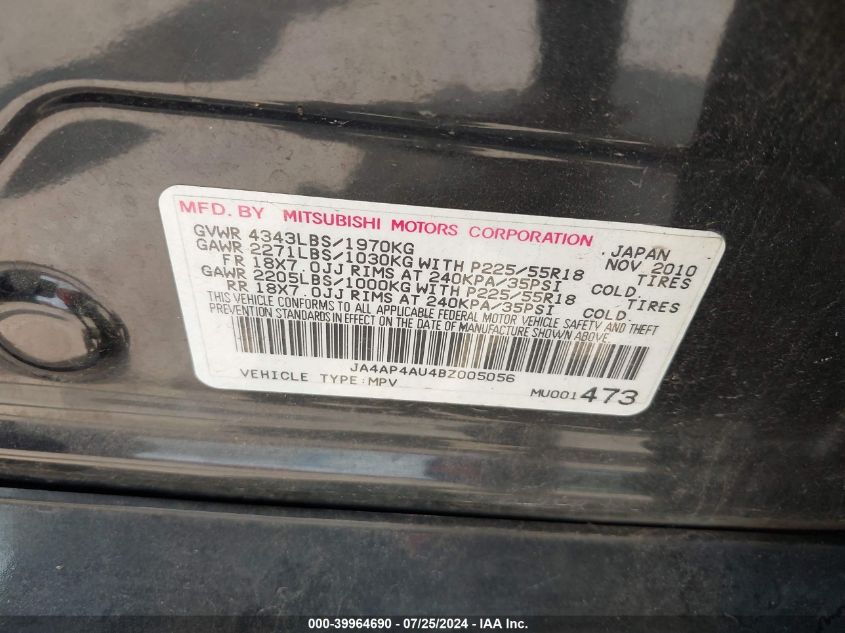 MFD. BY MITSUBISHI MOTORS CORPORATION JAPAN
GVWR 4343LBS/1970KG NOV 2010
GAWR 2271LBS/1030KG WITH P225/55R18 TIRES
FR 18X7.0JJ RIMS AT 240KPA/35PSI COLD
GAWR 2205LBS/1000KG WITH P225/55R18 TIRES
RR 18X7.0JJ RIMS AT 240KPA/35PSI COLD.
THIS VEHICLE CONFORMS TO ALL APPLICABLE FEDERAL MOTOR VEHICLE SAFETY AND THEFT
PREVENTION STANDARDS IN EFFECT ON THE DATE OF MANUFACTURE SHOWN ABOVE.
JA4AP4AU4BZ005056
VEHICLE TYPE:MPV MU001473
000-39964690 / 07/25/2024 / IAA Inc.